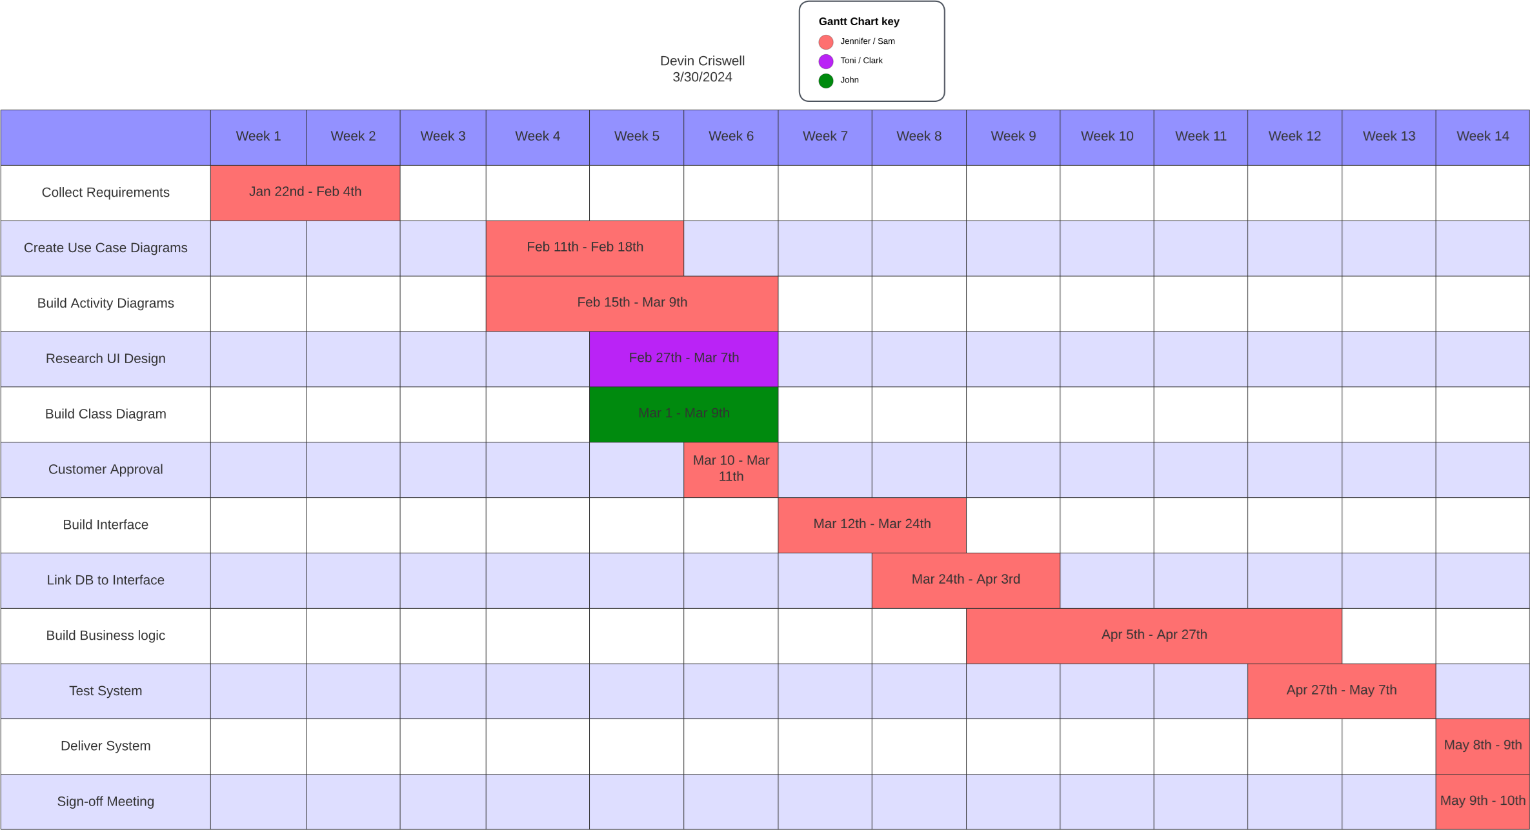 Gantt Chart key
Jennifer / Sam
Toni / Clark
John
Devin Criswell
3/30/2024
Week 1 Week 2 Week 3 Week 4 Week 5 Week 6 Week 7 Week 8 Week 9 Week 10 Week 11 Week 12 Week 13 Week 14
Collect Requirements Jan 22nd - Feb 4th
Create Use Case Diagrams Feb 11th - Feb 18th
Build Activity Diagrams Feb 15th - Mar 9th
Research UI Design Feb 27th - Mar 7th
Build Class Diagram Mar 1 - Mar 9th
Customer Approval Mar 10 - Mar
11th
Build Interface Mar 12th - Mar 24th
Link DB to Interface Mar 24th - Apr 3rd
Build Business logic Apr 5th - Apr 27th
Test System Apr 27th - May 7th
Deliver System May 8th - 9th
Sign-off Meeting May 9th - 10th